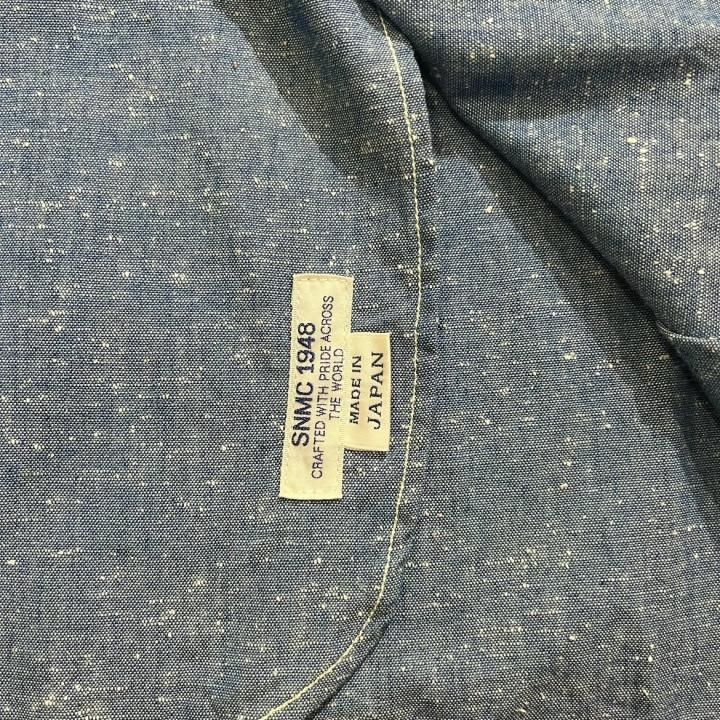 SNMC 1948
CRAFTED WITH PRIDE ACROSS
THE WORLD
MADE IN
JAPAN